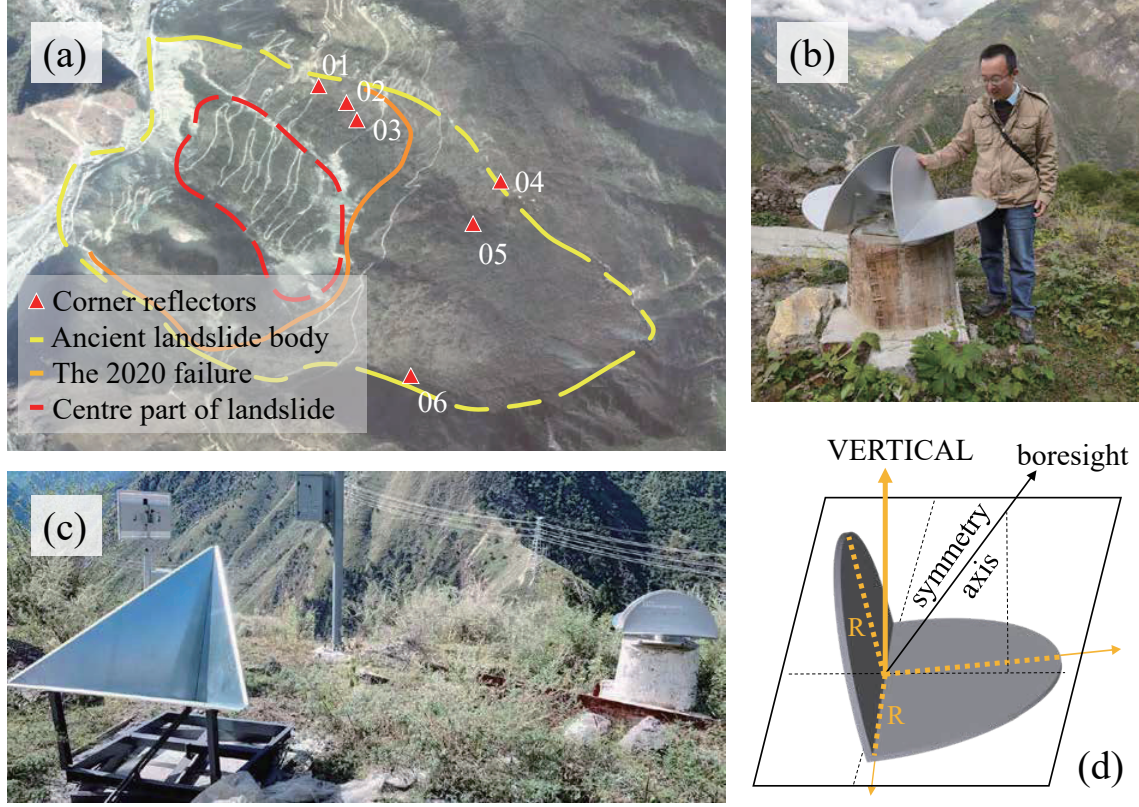 (a)
01
02
03
04
05
06
Corner reflectors
Ancient landslide body
The 2020 failure
Centre part of landslide
(b)
(c)
VERTICAL
boresight
symmetry
axis
R
R
(d)